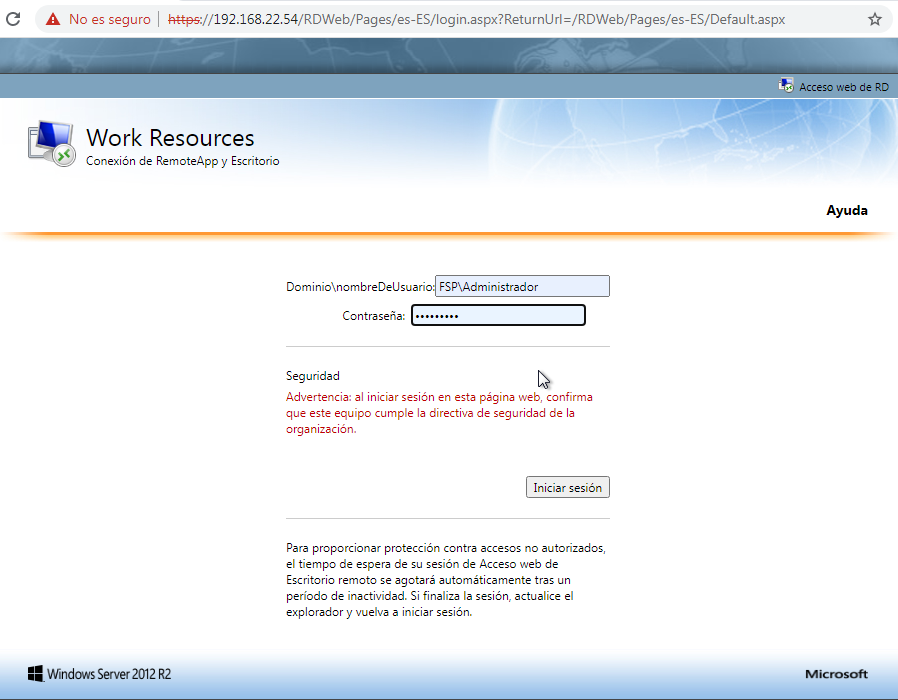 No es seguro | https://192.168.22.54/RDWeb/Pages/es-ES/login.aspx?ReturnUrl=/RDWeb/Pages/es-ES/Default.aspx
Acceso web de RD
Work Resources
Conexión de RemoteApp y Escritorio
Ayuda
Dominio\nombreDeUsuario: FSP\Administrador
Contraseña: •••••••••
Seguridad
Advertencia: al iniciar sesión en esta página web, confirma
que este equipo cumple la directiva de seguridad de la
organización.
Iniciar sesión
Para proporcionar protección contra accesos no autorizados,
el tiempo de espera de su sesión de Acceso web de
Escritorio remoto se agotará automáticamente tras un
período de inactividad. Si finaliza la sesión, actualice el
explorador y vuelva a iniciar sesión.
Windows Server 2012 R2
Microsoft